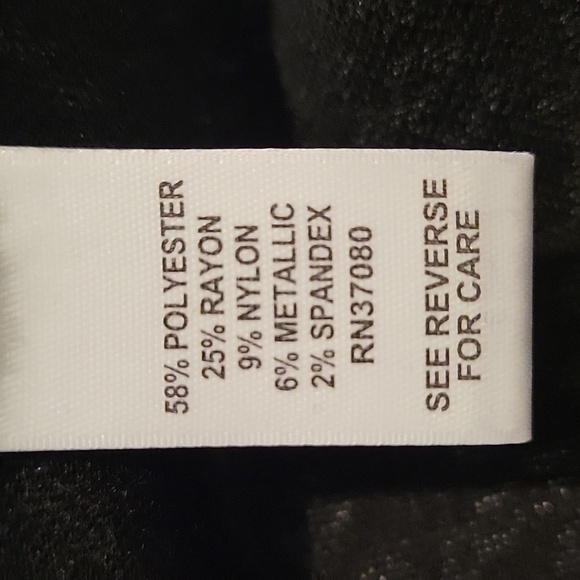 58% POLYESTER
25% RAYON
9% NYLON
6% METALLIC
2% SPANDEX
RN37080
SEE REVERSE
FOR CARE